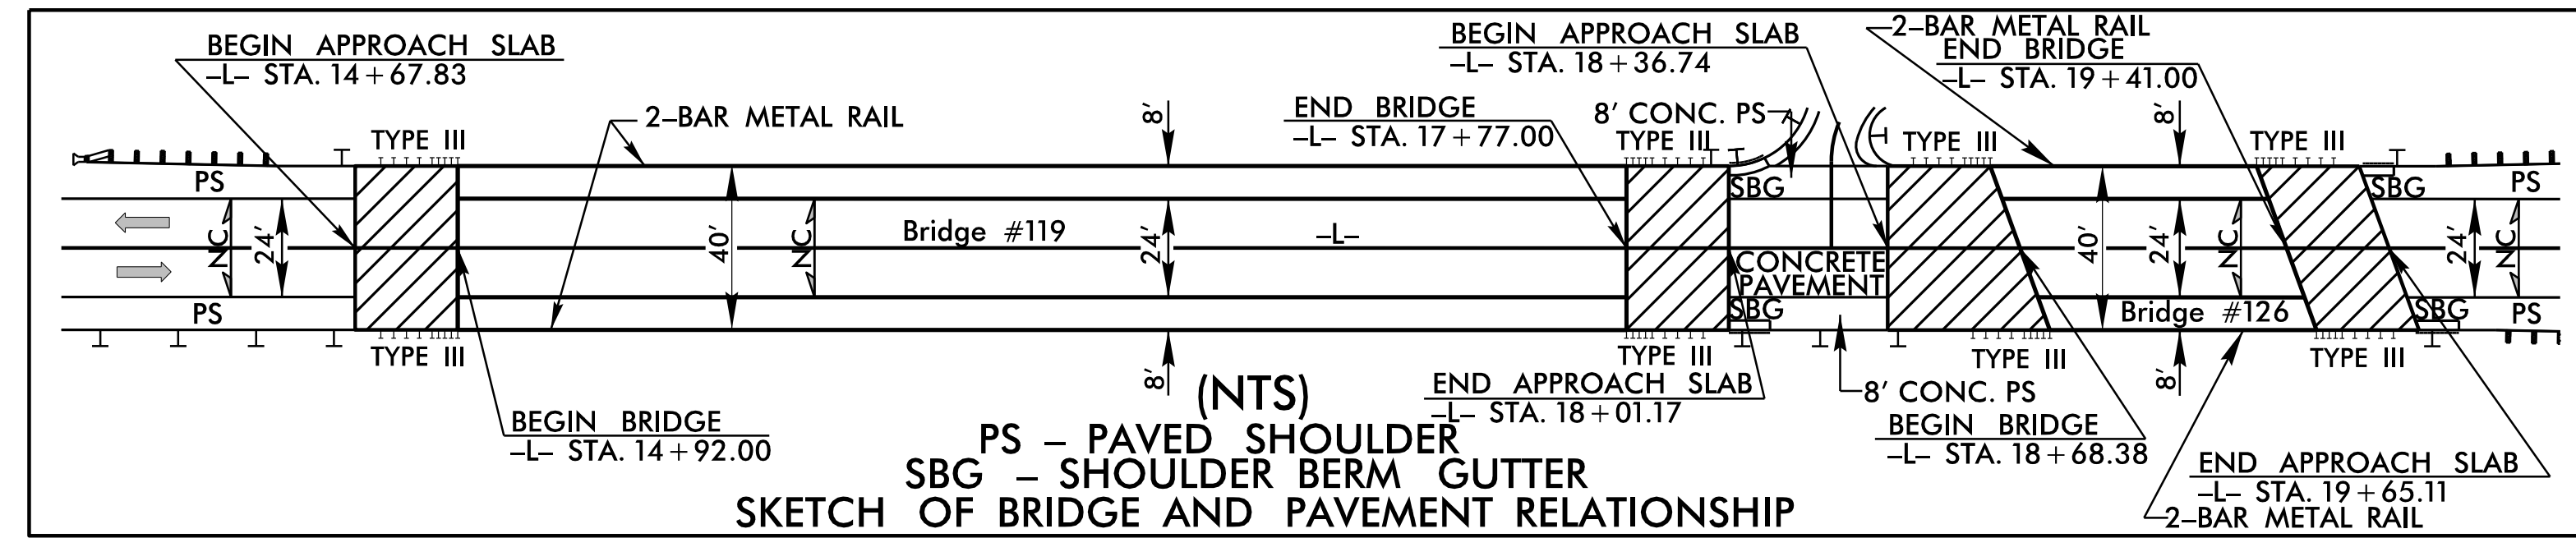 BEGIN APPROACH SLAB
–L– STA. 14+67.83
2–BAR METAL RAIL
TYPE III
8'
BEGIN APPROACH SLAB
–L– STA. 18+36.74
END BRIDGE
–L– STA. 17+77.00
8' CONC. PS
TYPE III
2–BAR METAL RAIL
END BRIDGE
–L– STA. 19+41.00
TYPE III
8'
TYPE III
PS
NC
24'
PS
40'
NC
Bridge #119
24'
–L–
SBG
CONCRETE
PAVEMENT
SBG
40'
24'
NC
Bridge #126
SBG
PS
24'
NC
SBG
PS
TYPE III
8'
TYPE III
TYPE III
8'
TYPE III
BEGIN BRIDGE
–L– STA. 14+92.00
END APPROACH SLAB
–L– STA. 18+01.17
8' CONC. PS
BEGIN BRIDGE
–L– STA. 18+68.38
END APPROACH SLAB
–L– STA. 19+65.11
2–BAR METAL RAIL
(NTS)
PS – PAVED SHOULDER
SBG – SHOULDER BERM GUTTER
SKETCH OF BRIDGE AND PAVEMENT RELATIONSHIP